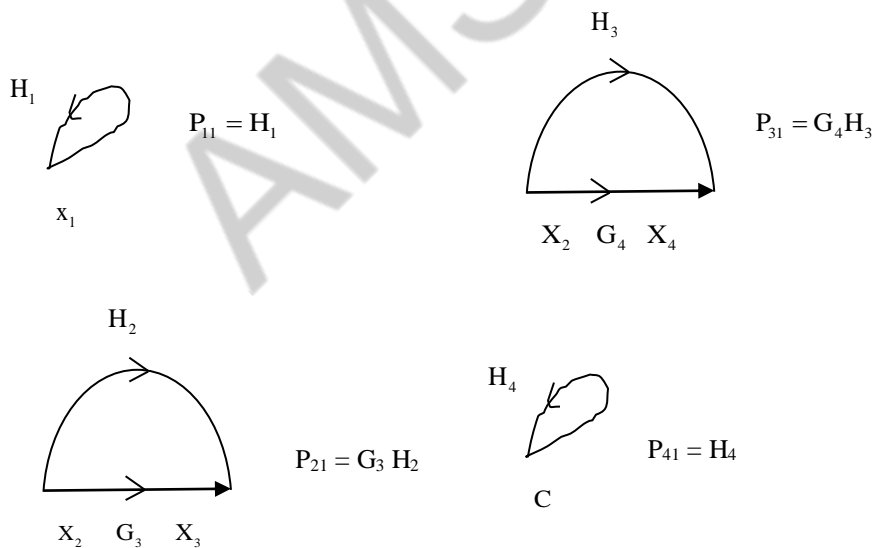 H₁
P₁₁ = H₁
x₁
H₃
P₃₁ = G₄H₃
X₂ G₄ X₄
H₂
P₂₁ = G₃ H₂
X₂ G₃ X₃
H₄
P₄₁ = H₄
C
AMS